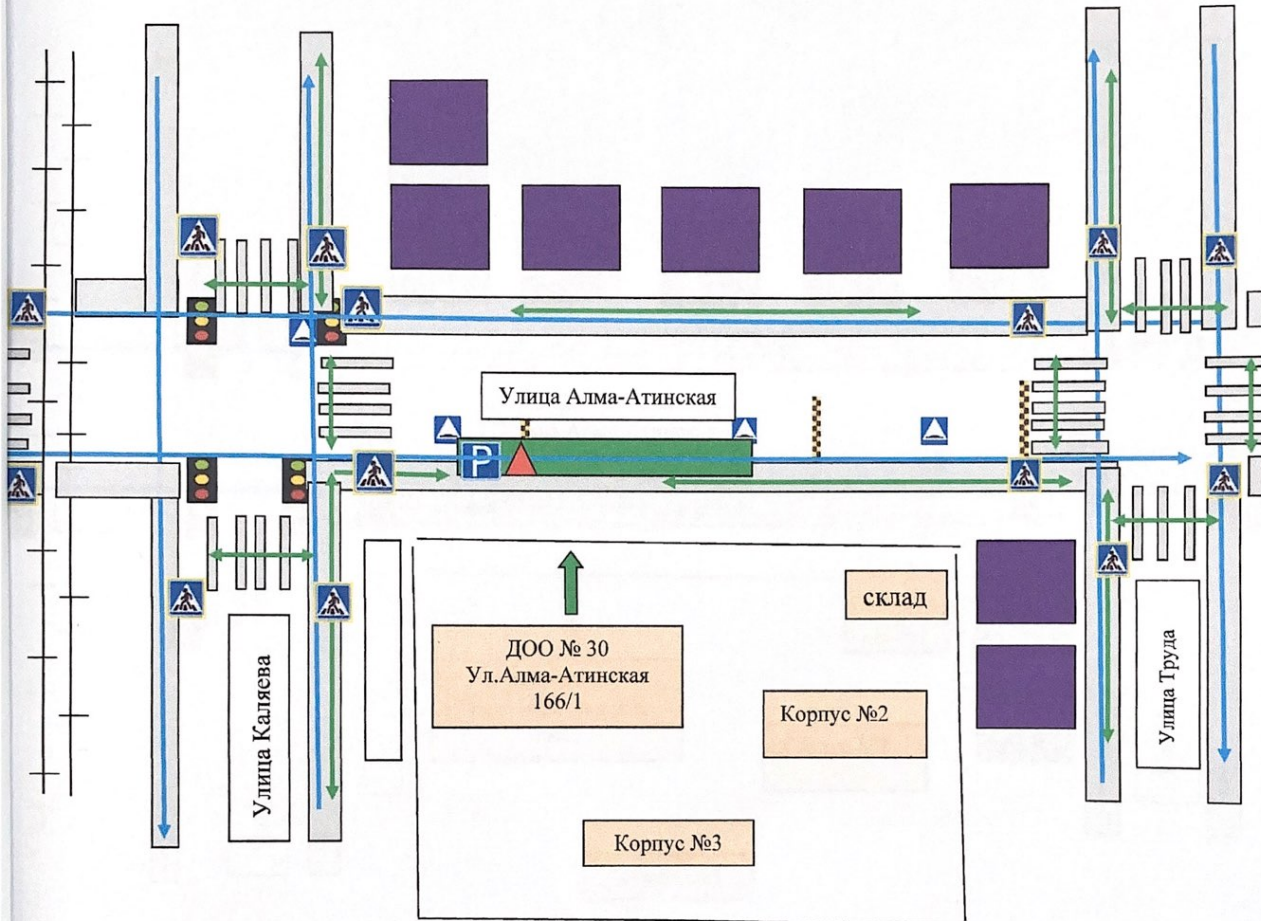 Улица Алма-Атинская
P
склад
ДОО № 30
Ул.Алма-Атинская
166/1
Корпус №2
Улица Каляева
Улица Труда
Корпус №3